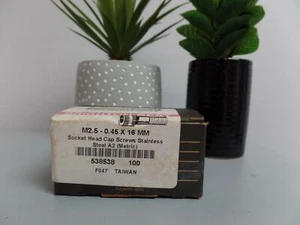 M2.5 - 0.45 X 16 MM
Socket Head Cap Screws Stainless
Steel A2 (Metric)
538538 100
F047 TAIWAN